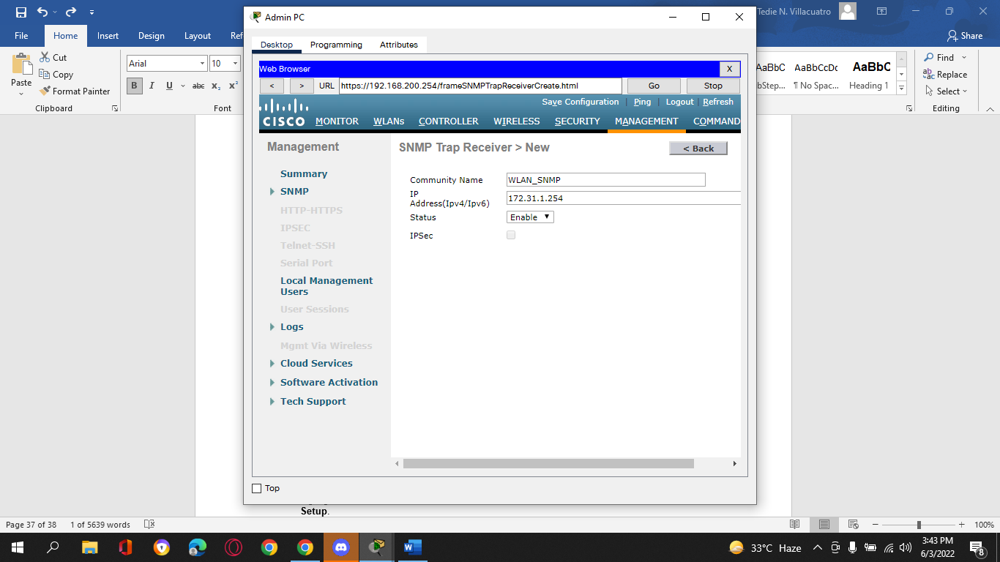 Admin PC
Tedie N. Villacuatro
File Home Insert Design Layout Ref Share
Desktop Programming Attributes
Cut
Copy
Format Painter
Paste
Clipboard
Arial 10
B I U abc x₂ x²
Font
AaBbC AaBbCcDc AaBbC
bStep... ¶ No Spac... Heading 1
Find
Replace
Select
Editing
Web Browser X
< > URL https://192.168.200.254/frameSNMPTrapReceiverCreate.html Go Stop
Save Configuration | Ping | Logout | Refresh
CISCO MONITOR WLANs CONTROLLER WIRELESS SECURITY MANAGEMENT COMMAND
Management
Summary
SNMP
HTTP-HTTPS
IPSEC
Telnet-SSH
Serial Port
Local Management
Users
User Sessions
Logs
Mgmt Via Wireless
Cloud Services
Software Activation
Tech Support
SNMP Trap Receiver > New < Back
Community Name WLAN_SNMP
IP
Address(Ipv4/Ipv6) 172.31.1.254
Status Enable
IPSec
Top
Setup.
Page 37 of 38 1 of 5639 words 100%
33°C Haze
3:43 PM
6/3/2022
8